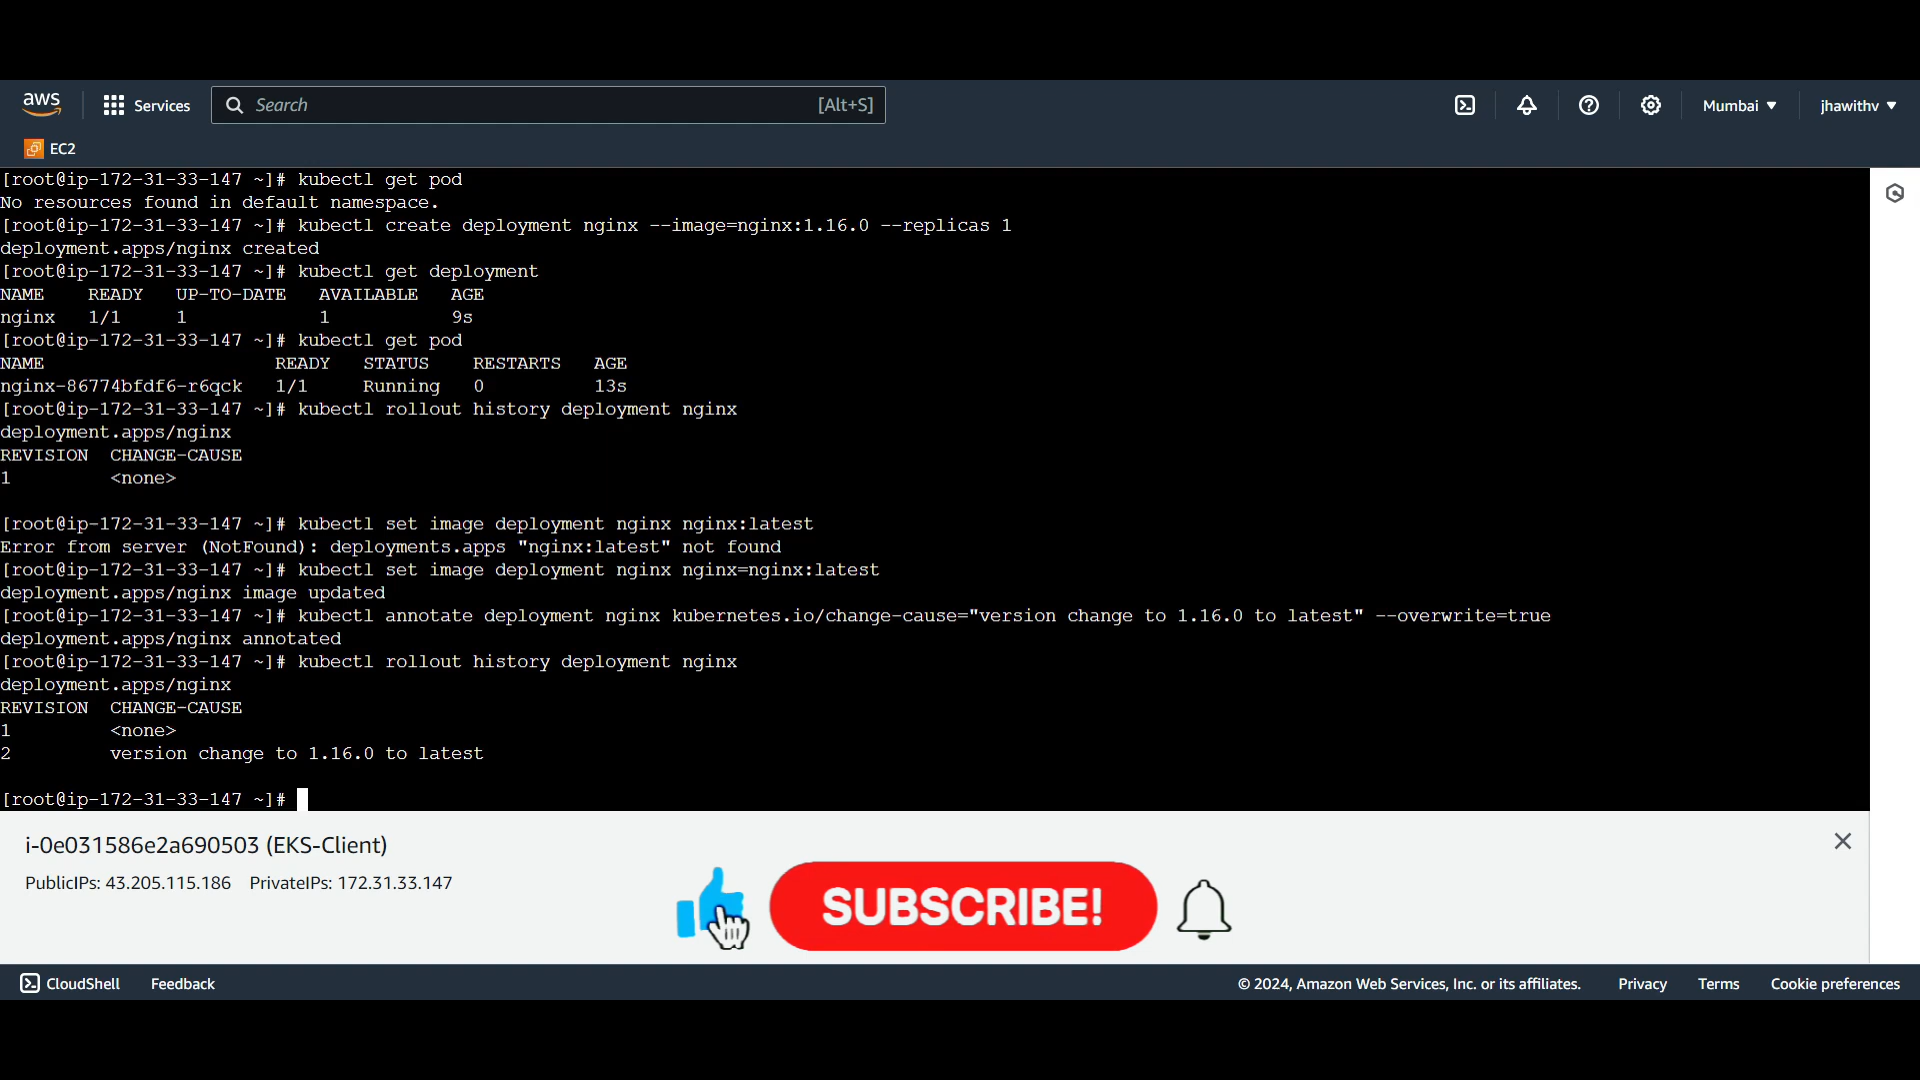 aws
Services
Search
[Alt+S]
Mumbai ▼
jhawithv ▼
EC2
[root@ip-172-31-33-147 ~]# kubectl get pod
No resources found in default namespace.
[root@ip-172-31-33-147 ~]# kubectl create deployment nginx --image=nginx:1.16.0 --replicas 1
deployment.apps/nginx created
[root@ip-172-31-33-147 ~]# kubectl get deployment
NAME    READY   UP-TO-DATE   AVAILABLE   AGE
nginx   1/1     1            1           9s
[root@ip-172-31-33-147 ~]# kubectl get pod
NAME                     READY   STATUS    RESTARTS   AGE
nginx-86774bfdf6-r6qck   1/1     Running   0          13s
[root@ip-172-31-33-147 ~]# kubectl rollout history deployment nginx
deployment.apps/nginx
REVISION  CHANGE-CAUSE
1         <none>
[root@ip-172-31-33-147 ~]# kubectl set image deployment nginx nginx:latest
Error from server (NotFound): deployments.apps "nginx:latest" not found
[root@ip-172-31-33-147 ~]# kubectl set image deployment nginx nginx=nginx:latest
deployment.apps/nginx image updated
[root@ip-172-31-33-147 ~]# kubectl annotate deployment nginx kubernetes.io/change-cause="version change to 1.16.0 to latest" --overwrite=true
deployment.apps/nginx annotated
[root@ip-172-31-33-147 ~]# kubectl rollout history deployment nginx
deployment.apps/nginx
REVISION  CHANGE-CAUSE
1         <none>
2         version change to 1.16.0 to latest
[root@ip-172-31-33-147 ~]#
i-0e031586e2a690503 (EKS-Client)
PublicIPs: 43.205.115.186   PrivateIPs: 172.31.33.147
SUBSCRIBE!
CloudShell
Feedback
© 2024, Amazon Web Services, Inc. or its affiliates.
Privacy
Terms
Cookie preferences